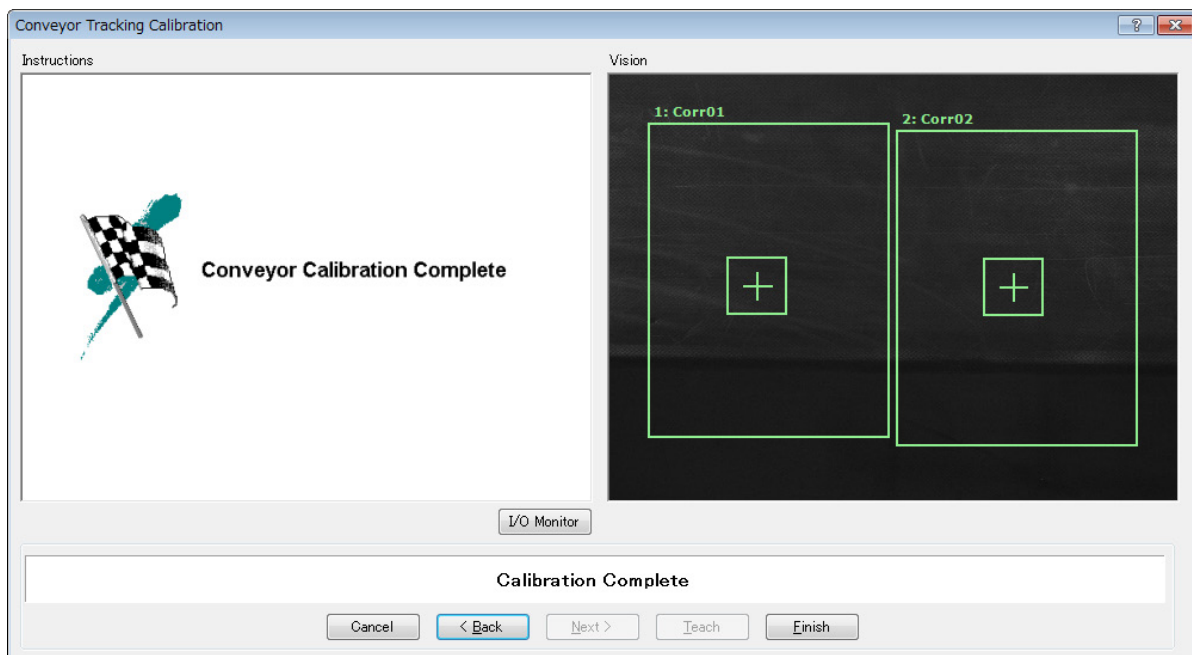 Conveyor Tracking Calibration
?
Instructions
Vision
1: Corr01
2: Corr02
Conveyor Calibration Complete
I/O Monitor
Calibration Complete
Cancel
< Back
Next >
Teach
Finish